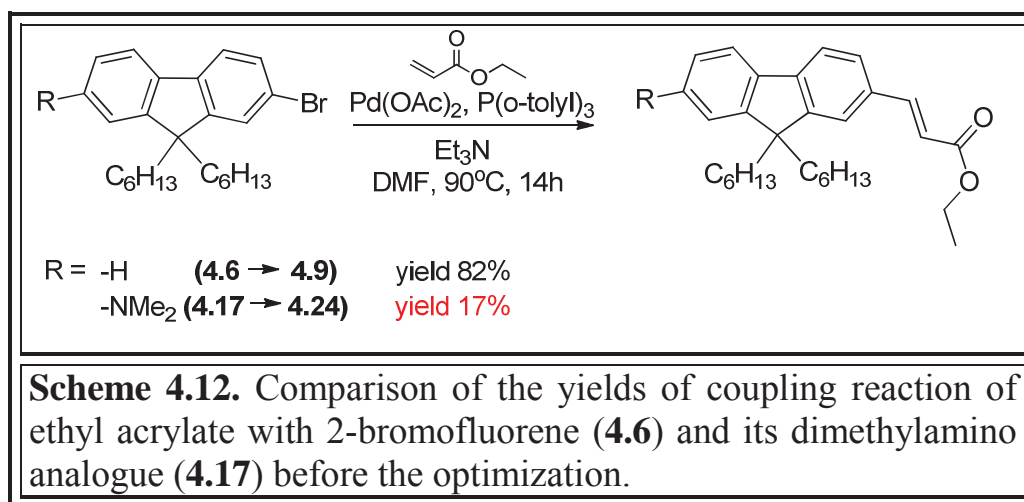 O
O
R
Br
Pd(OAc)2, P(o-tolyl)3
Et3N
DMF, 90ºC, 14h
C6H13
C6H13
R
C6H13
C6H13
O
O
R = -H (4.6 → 4.9) yield 82%
-NMe2 (4.17 → 4.24) yield 17%
Scheme 4.12. Comparison of the yields of coupling reaction of
ethyl acrylate with 2-bromofluorene (4.6) and its dimethylamino
analogue (4.17) before the optimization.